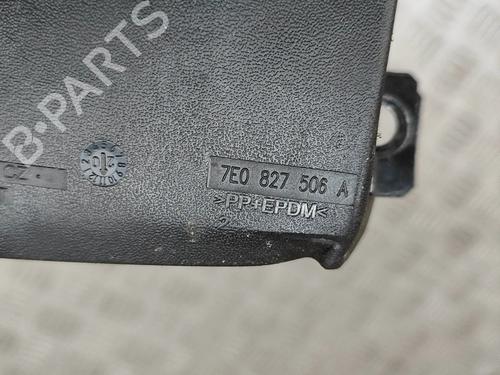 B-PARTS
CZ
7E0 827 506 A
>PP+EPDM<